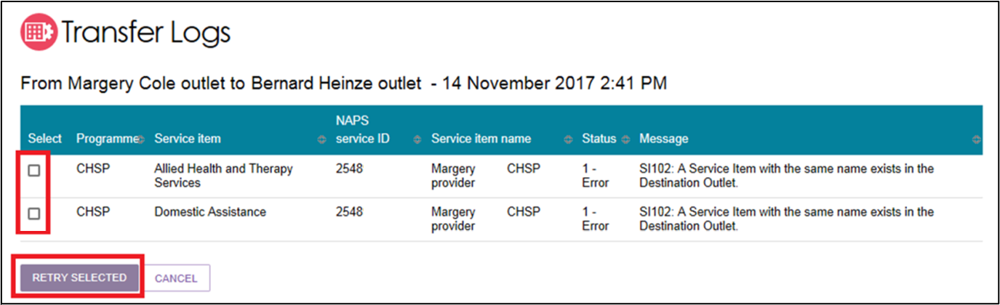 Transfer Logs
From Margery Cole outlet to Bernard Heinze outlet - 14 November 2017 2:41 PM
NAPS
Select Programme Service item service ID Service item name Status Message
CHSP Allied Health and Therapy 2548 Margery CHSP 1 - SI102: A Service Item with the same name exists in the
Services provider Error Destination Outlet.
CHSP Domestic Assistance 2548 Margery CHSP 1 - SI102: A Service Item with the same name exists in the
provider Error Destination Outlet.
RETRY SELECTED CANCEL